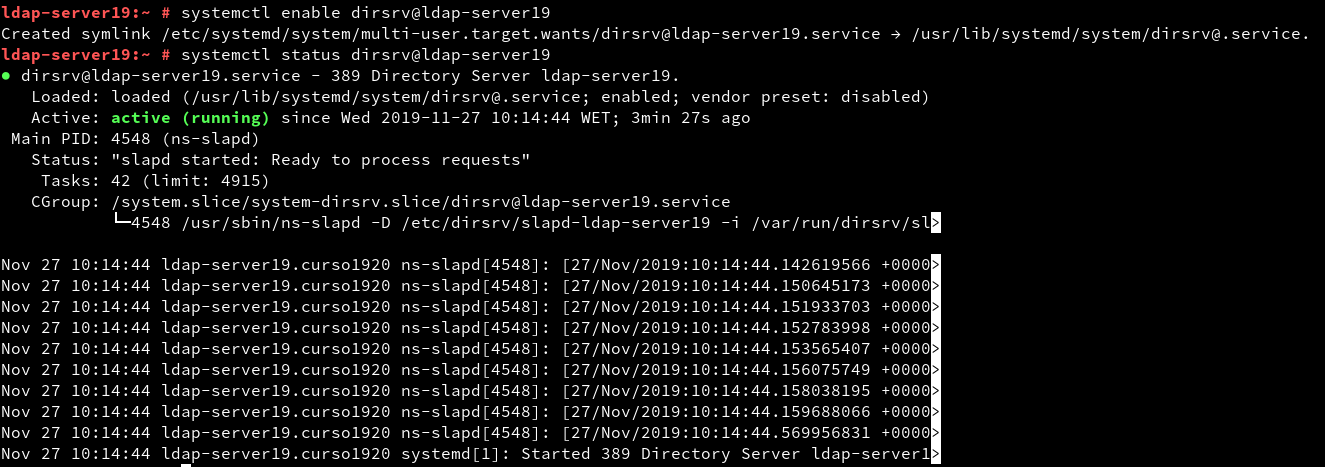 ldap-server19:~ # systemctl enable dirsrv@ldap-server19
Created symlink /etc/systemd/system/multi-user.target.wants/dirsrv@ldap-server19.service → /usr/lib/systemd/system/dirsrv@.service.
ldap-server19:~ # systemctl status dirsrv@ldap-server19
● dirsrv@ldap-server19.service - 389 Directory Server ldap-server19.
   Loaded: loaded (/usr/lib/systemd/system/dirsrv@.service; enabled; vendor preset: disabled)
   Active: active (running) since Wed 2019-11-27 10:14:44 WET; 3min 27s ago
 Main PID: 4548 (ns-slapd)
   Status: "slapd started: Ready to process requests"
    Tasks: 42 (limit: 4915)
   CGroup: /system.slice/system-dirsrv.slice/dirsrv@ldap-server19.service
           └─4548 /usr/sbin/ns-slapd -D /etc/dirsrv/slapd-ldap-server19 -i /var/run/dirsrv/sl>
Nov 27 10:14:44 ldap-server19.curso1920 ns-slapd[4548]: [27/Nov/2019:10:14:44.142619566 +0000>
Nov 27 10:14:44 ldap-server19.curso1920 ns-slapd[4548]: [27/Nov/2019:10:14:44.150645173 +0000>
Nov 27 10:14:44 ldap-server19.curso1920 ns-slapd[4548]: [27/Nov/2019:10:14:44.151933703 +0000>
Nov 27 10:14:44 ldap-server19.curso1920 ns-slapd[4548]: [27/Nov/2019:10:14:44.152783998 +0000>
Nov 27 10:14:44 ldap-server19.curso1920 ns-slapd[4548]: [27/Nov/2019:10:14:44.153565407 +0000>
Nov 27 10:14:44 ldap-server19.curso1920 ns-slapd[4548]: [27/Nov/2019:10:14:44.156075749 +0000>
Nov 27 10:14:44 ldap-server19.curso1920 ns-slapd[4548]: [27/Nov/2019:10:14:44.158038195 +0000>
Nov 27 10:14:44 ldap-server19.curso1920 ns-slapd[4548]: [27/Nov/2019:10:14:44.159688066 +0000>
Nov 27 10:14:44 ldap-server19.curso1920 ns-slapd[4548]: [27/Nov/2019:10:14:44.569956831 +0000>
Nov 27 10:14:44 ldap-server19.curso1920 systemd[1]: Started 389 Directory Server ldap-server1>